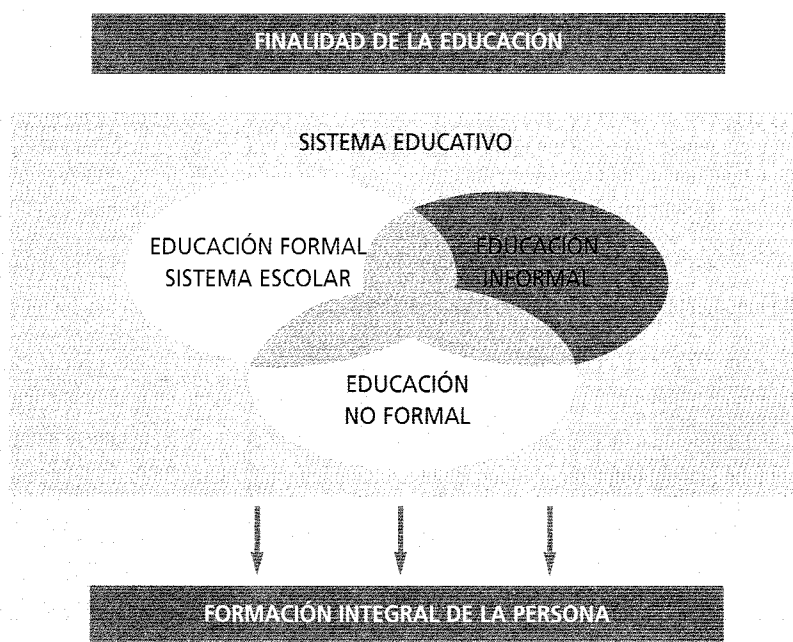 FINALIDAD DE LA EDUCACIÓN
SISTEMA EDUCATIVO
EDUCACIÓN FORMAL
SISTEMA ESCOLAR
EDUCACIÓN
INFORMAL
EDUCACIÓN
NO FORMAL
FORMACIÓN INTEGRAL DE LA PERSONA